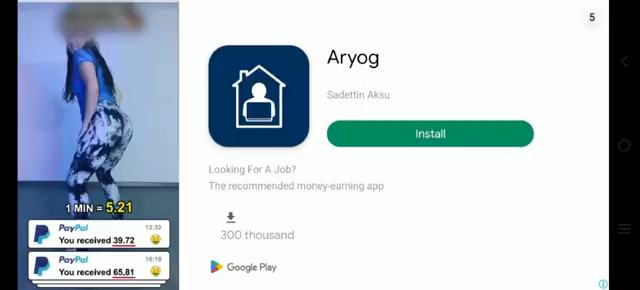 1 MIN = 5.21
PayPal 12:32
You received 39.72
PayPal 16:19
You received 65,81
5
Aryog
Sadettin Aksu
Install
Looking For A Job?
The recommended money-earning app
300 thousand
Google Play